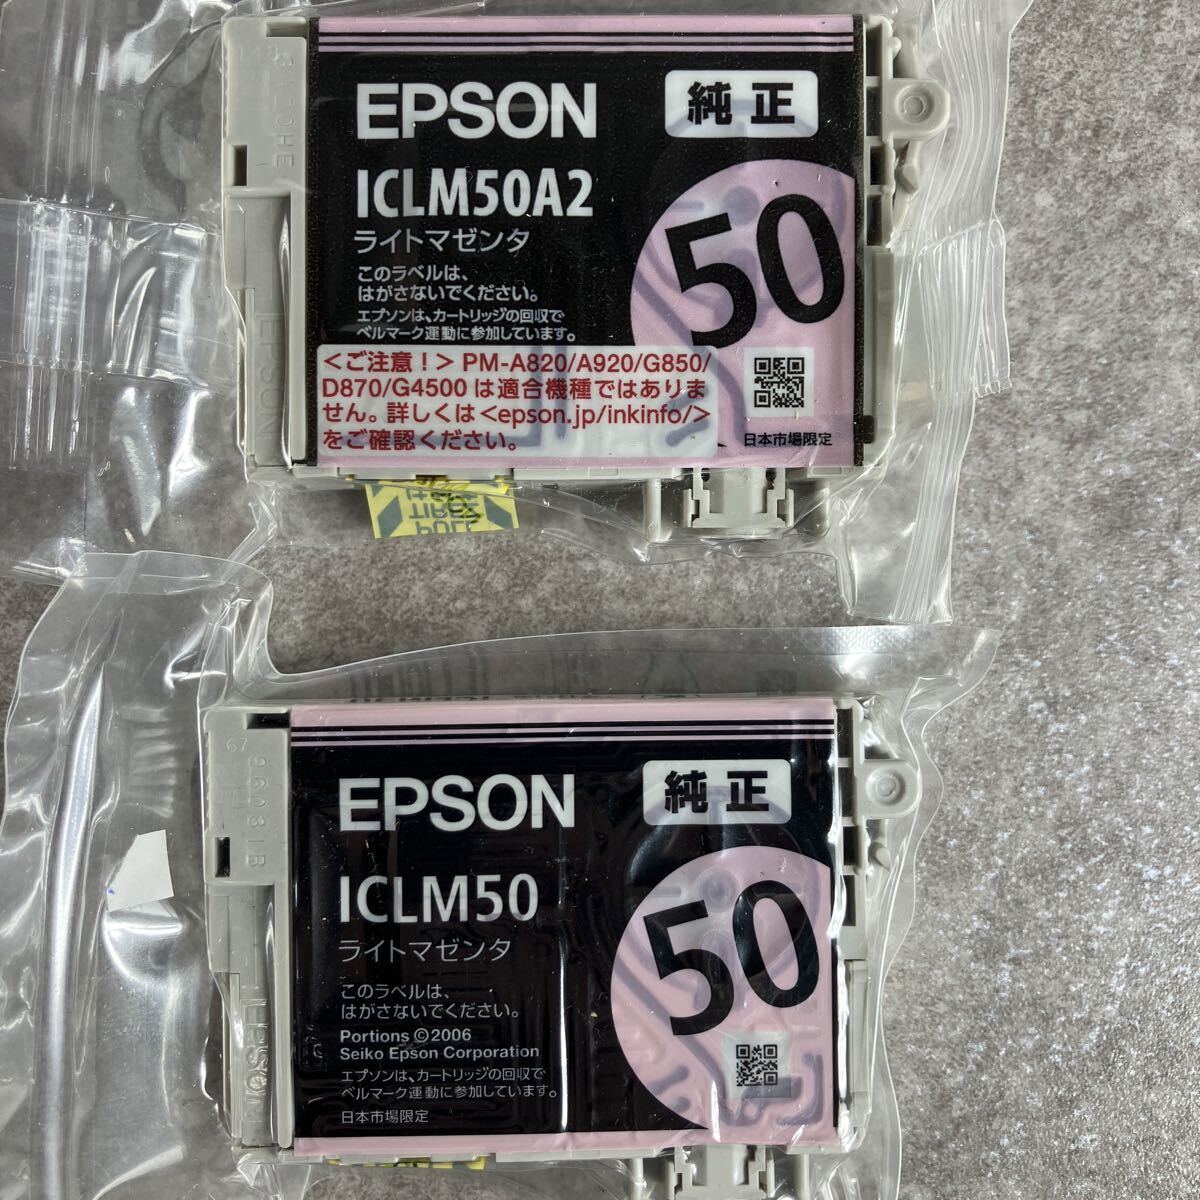 EPSON
純正
ICLM50A2
ライトマゼンタ
50
このラベルは、
はがさないでください。
エプソンは、カートリッジの回収で
ベルマーク運動に参加しています。
<ご注意！> PM-A820/A920/G850/
D870/G4500 は適合機種ではありま
せん。詳しくは<epson.jp/inkinfo/>
をご確認ください。
日本市場限定
EPSON
PULL
TIREZ
EPSON
純正
67
ICLM50
ライトマゼンタ
50
このラベルは、
はがさないでください。
Portions ©2006
Seiko Epson Corporation
エプソンは、カートリッジの回収で
ベルマーク運動に参加しています。
日本市場限定
EPSON